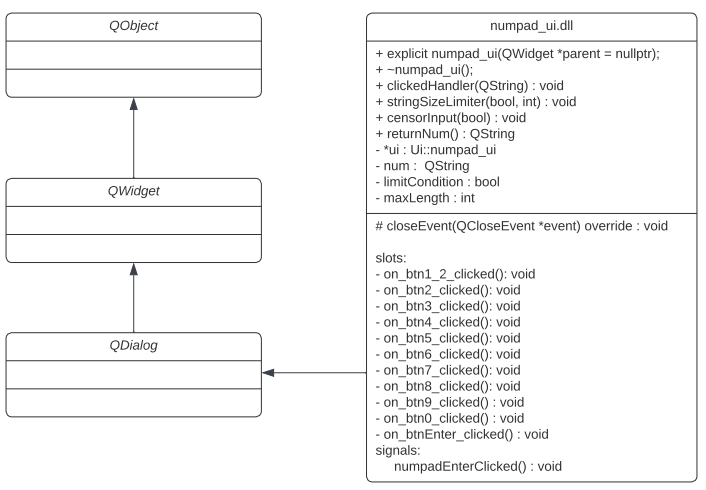 QObject
QWidget
QDialog
numpad_ui.dll
+ explicit numpad_ui(QWidget *parent = nullptr);
+ ~numpad_ui();
+ clickedHandler(QString) : void
+ stringSizeLimiter(bool, int) : void
+ censorInput(bool) : void
+ returnNum() : QString
- *ui : Ui::numpad_ui
- num :  QString
- limitCondition : bool
- maxLength : int
# closeEvent(QCloseEvent *event) override : void
slots:
- on_btn1_2_clicked(): void
- on_btn2_clicked(): void
- on_btn3_clicked(): void
- on_btn4_clicked(): void
- on_btn5_clicked(): void
- on_btn6_clicked(): void
- on_btn7_clicked(): void
- on_btn8_clicked(): void
- on_btn9_clicked() : void
- on_btn0_clicked() : void
- on_btnEnter_clicked() : void
signals:
numpadEnterClicked() : void